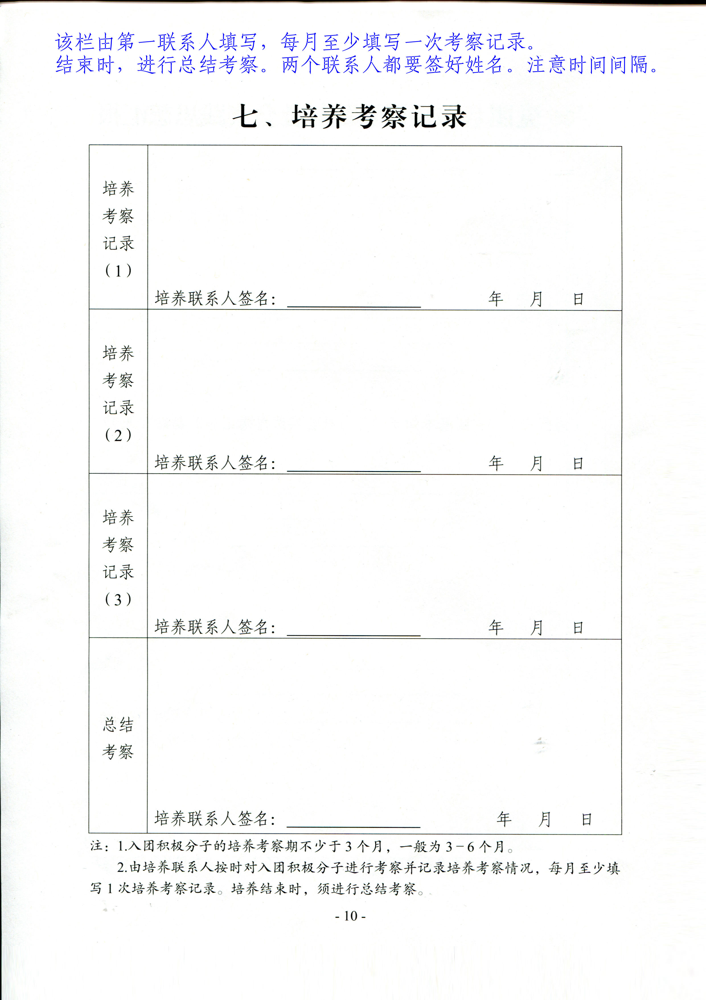 该栏由第一联系人填写，每月至少填写一次考察记录。
结束时，进行总结考察。两个联系人都要签好姓名。注意时间间隔。
七、培养考察记录
培养
考察
记录
（1）
培养联系人签名：
年 月 日
培养
考察
记录
（2）
培养联系人签名：
年 月 日
培养
考察
记录
（3）
培养联系人签名：
年 月 日
总结
考察
培养联系人签名：
年 月 日
注：1.入团积极分子的培养考察期不少于3个月，一般为3-6个月。
2.由培养联系人按时对入团积极分子进行考察并记录培养考察情况，每月至少填
写1次培养考察记录。培养结束时，须进行总结考察。
- 10 -